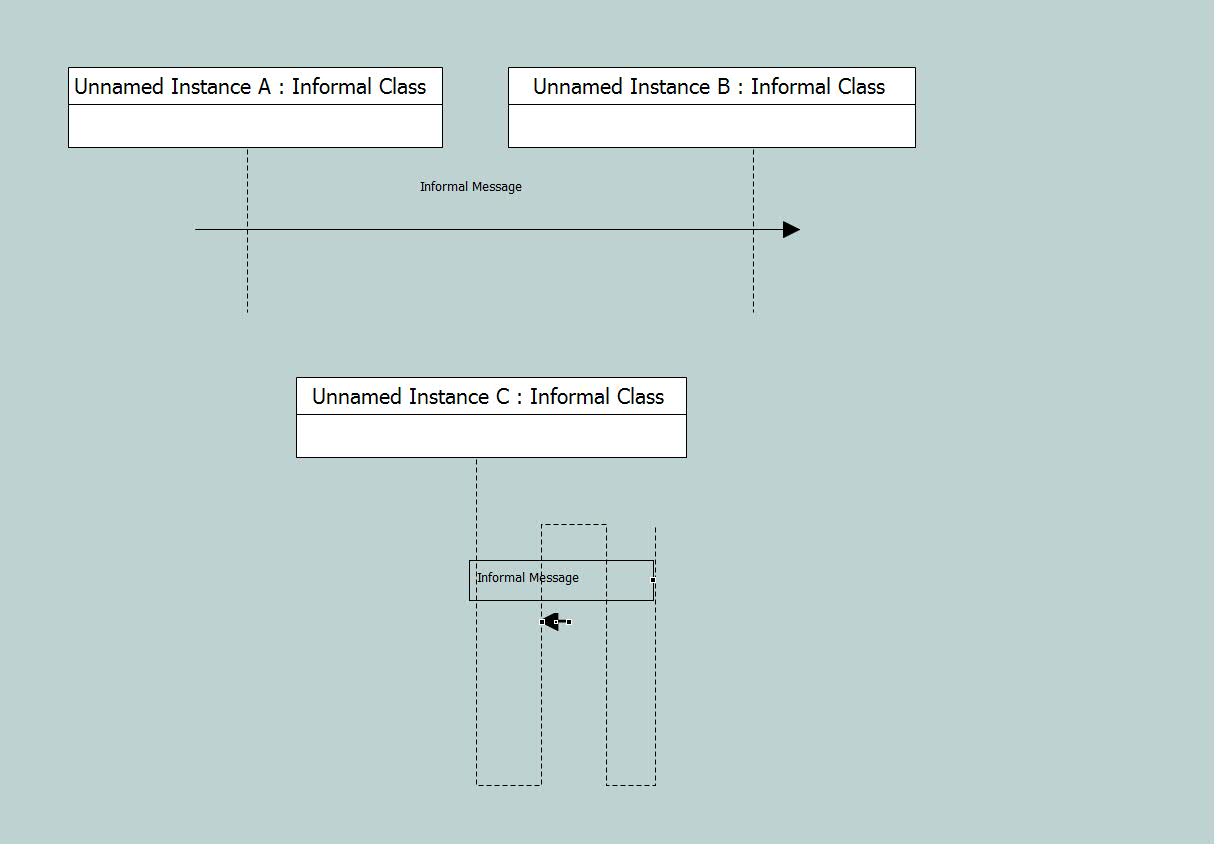 Unnamed Instance A : Informal Class
Unnamed Instance B : Informal Class
Informal Message
Unnamed Instance C : Informal Class
Informal Message